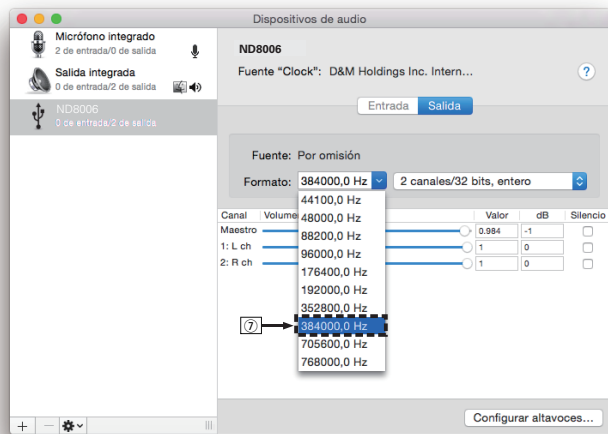 Dispositivos de audio
Micrófono integrado
2 de entrada/0 de salida
Salida integrada
0 de entrada/2 de salida
ND8006
0 de entrada/2 de salida
ND8006
Fuente “Clock”: D&M Holdings Inc. Intern...
?
Entrada Salida
Fuente: Por omisión
Formato: 384000,0 Hz 2 canales/32 bits, entero
44100,0 Hz
48000,0 Hz
88200,0 Hz
96000,0 Hz
176400,0 Hz
192000,0 Hz
352800,0 Hz
⑦ 384000,0 Hz
705600,0 Hz
768000,0 Hz
Canal Volume Valor dB Silencio
Maestro 0.984 -1
1: L ch 1 0
2: R ch 1 0
Configurar altavoces...